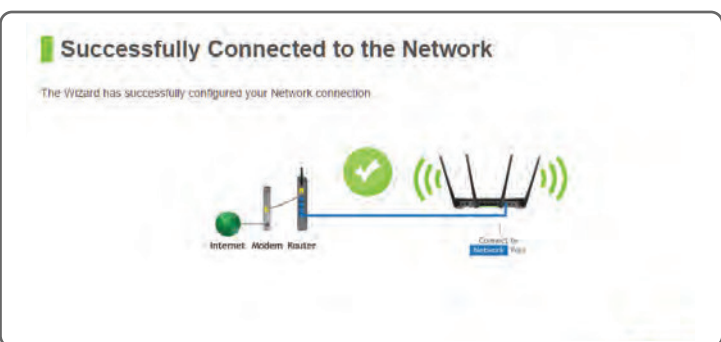 Successfully Connected to the Network
The Wizard has successfully configured your Network connection
Internet Modem Router
Connect to
Network Port